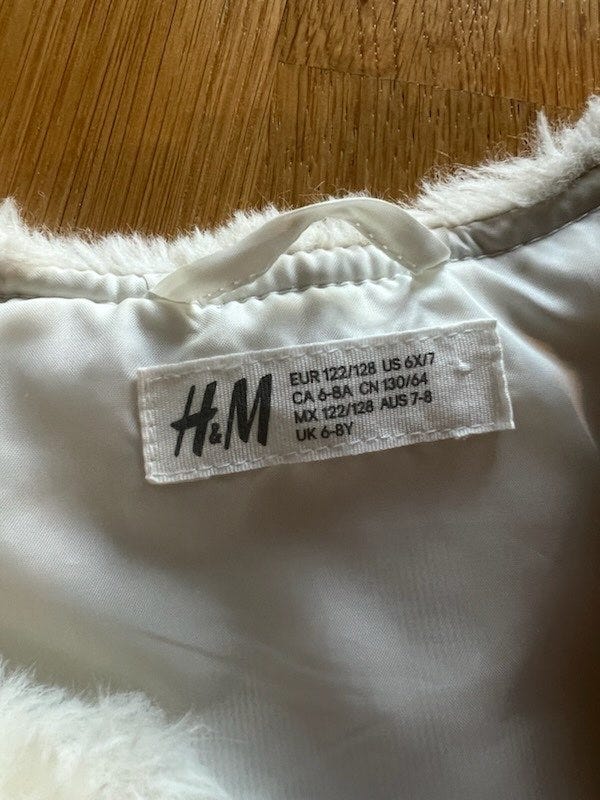 H&M
EUR 122/128 US 6X/7
CA 6-8A CN 130/64
MX 122/128 AUS 7-8
UK 6-8Y